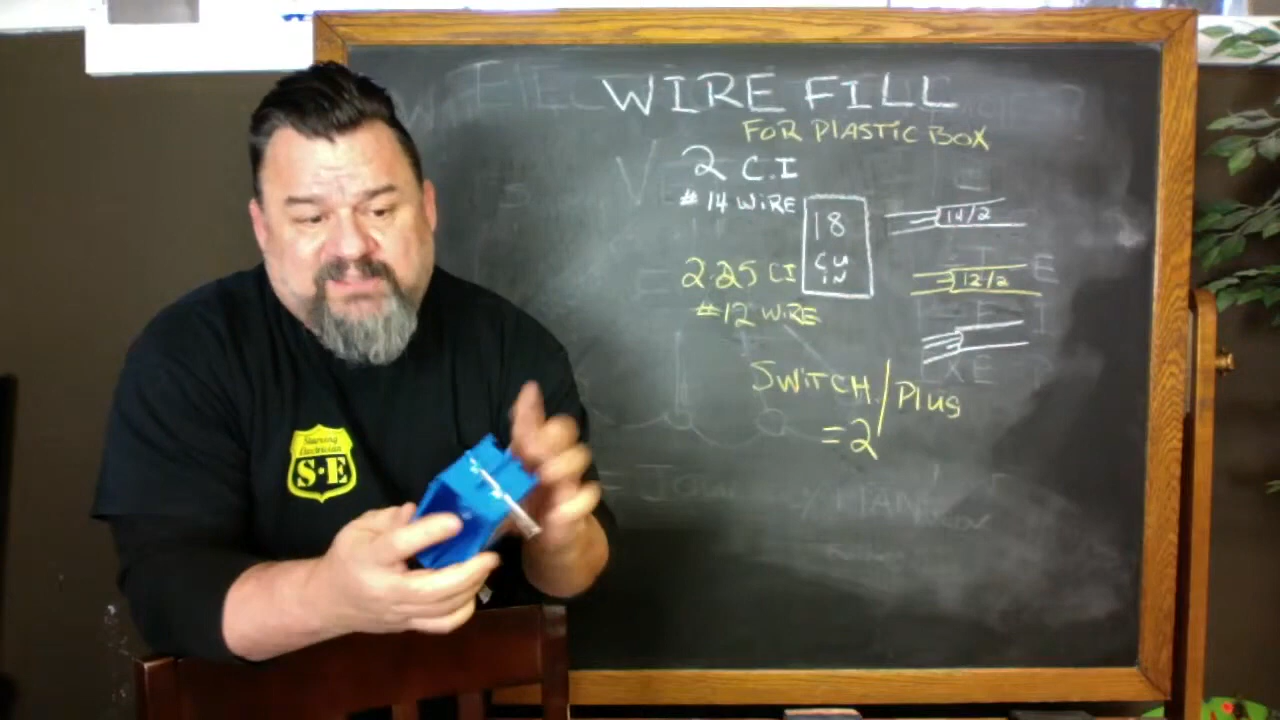 WIRE FILL
FOR PLASTIC BOX
2 C.I
#14 WIRE
18
CU
IN
14/2
2.25 CI
#12 WIRE
12/2
SWITCH/PLUG
=2
S·E